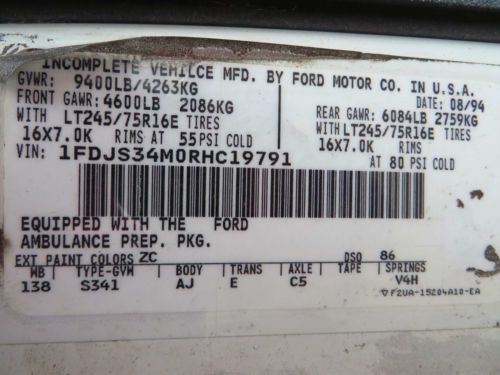 INCOMPLETE VEHILCE MFD. BY FORD MOTOR CO. IN U.S.A.
GVWR: 9400LB/4263KG DATE: 08/94
FRONT GAWR: 4600LB 2086KG REAR GAWR: 6084LB 2759KG
WITH LT245/75R16E TIRES WITH LT245/75R16E TIRES
16X7.0K RIMS AT 55 PSI COLD 16X7.0K RIMS
VIN: 1FDJS34M0RHC19791 AT 80 PSI COLD
EQUIPPED WITH THE FORD
AMBULANCE PREP. PKG.
EXT PAINT COLORS ZC DSO 86
WB TYPE-GVM BODY TRANS AXLE TAPE SPRINGS
138 S341 AJ E C5 V4H
▽F2UA-15204A10-EA